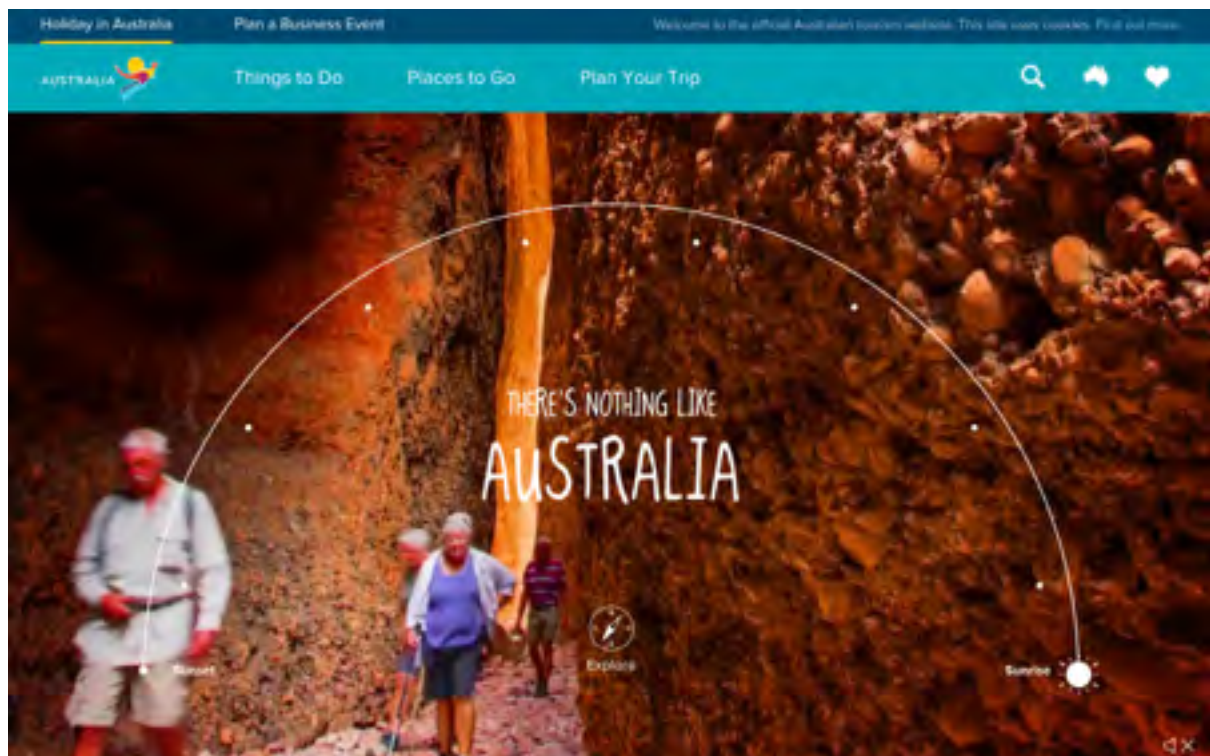 Holiday in Australia
Plan a Business Event
Welcome to the official Australian tourism website. This site uses cookies. Find out more.
AUSTRALIA
Things to Do
Places to Go
Plan Your Trip
THERE'S NOTHING LIKE
AUSTRALIA
Explore
Sunset
Sunrise